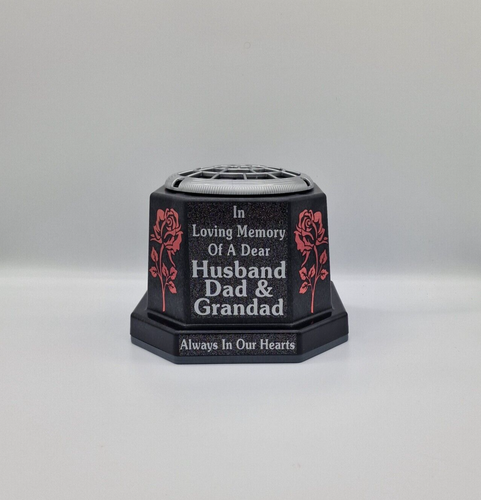 In
Loving Memory
Of A Dear
Husband
Dad &
Grandad
Always In Our Hearts